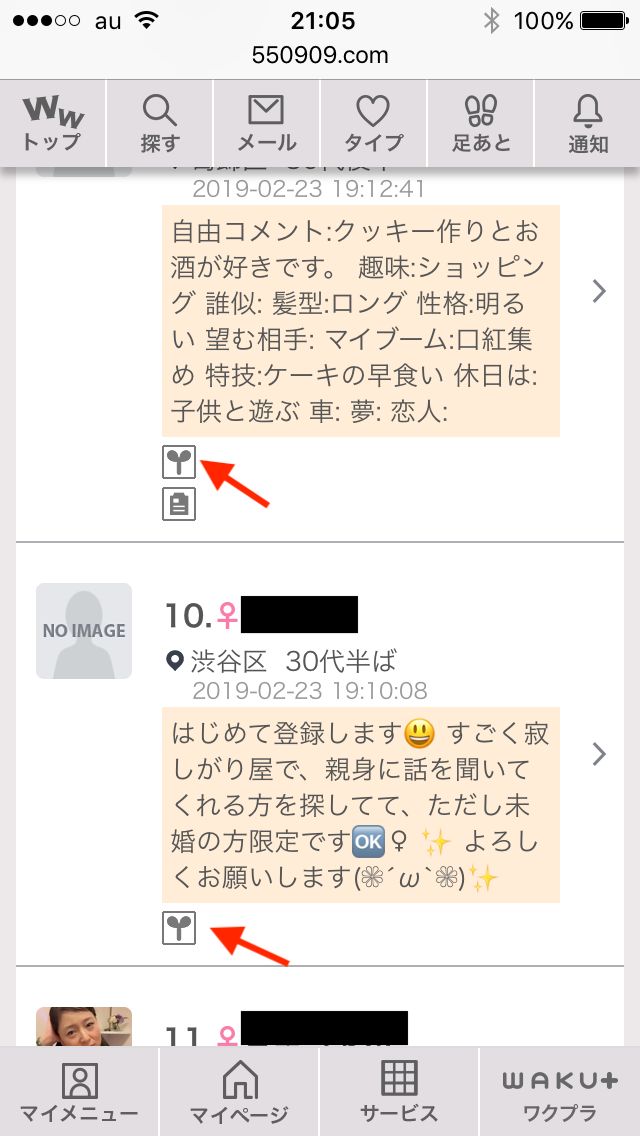 au 21:05 100%
550909.com
WW
トップ 探す メール タイプ 足あと 通知
2019-02-23 19:12:41
自由コメント:クッキー作りとお
酒が好きです。 趣味:ショッピン
グ 誰似: 髪型:ロング 性格:明る
い 望む相手: マイブーム:口紅集
め 特技:ケーキの早食い 休日は:
子供と遊ぶ 車: 夢: 恋人:
NO IMAGE
10.♀
渋谷区 30代半ば
2019-02-23 19:10:08
はじめて登録します😃 すごく寂
しがり屋で、親身に話を聞いて
くれる方を探してて、ただし未
婚の方限定です🆗♀ ✨ よろし
くお願いします(❀´ω`❀)✨
11.♀
マイメニュー マイページ サービス WAKU+ ワクプラ